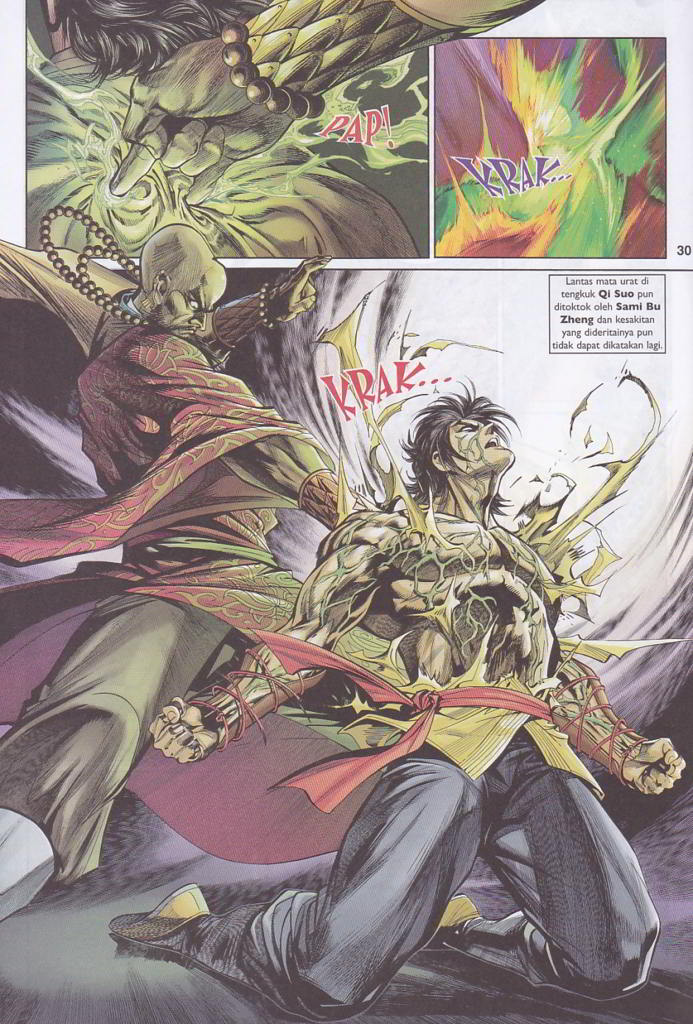 PAP!
KRAK...
30
Lantas mata urat di
tengkuk Qi Suo pun
ditoktok oleh Sami Bu
Zheng dan kesakitan
yang dideritainya pun
tidak dapat dikatakan lagi.
KRAK...